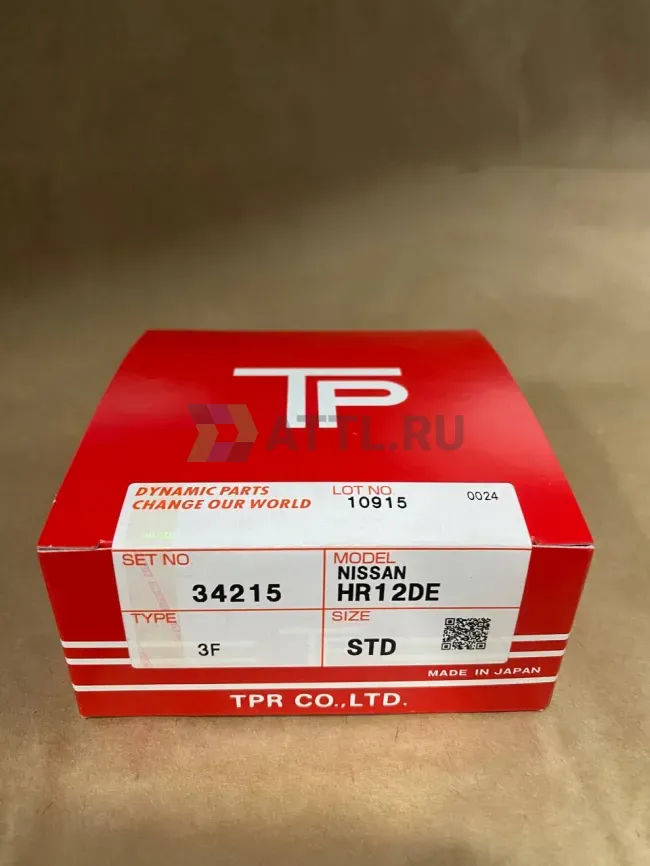 TP
ATTL.RU
DYNAMIC PARTS
CHANGE OUR WORLD
LOT NO
10915
0024
SET NO
34215
MODEL
NISSAN
HR12DE
TYPE
3F
SIZE
STD
MADE IN JAPAN
TPR CO.,LTD.